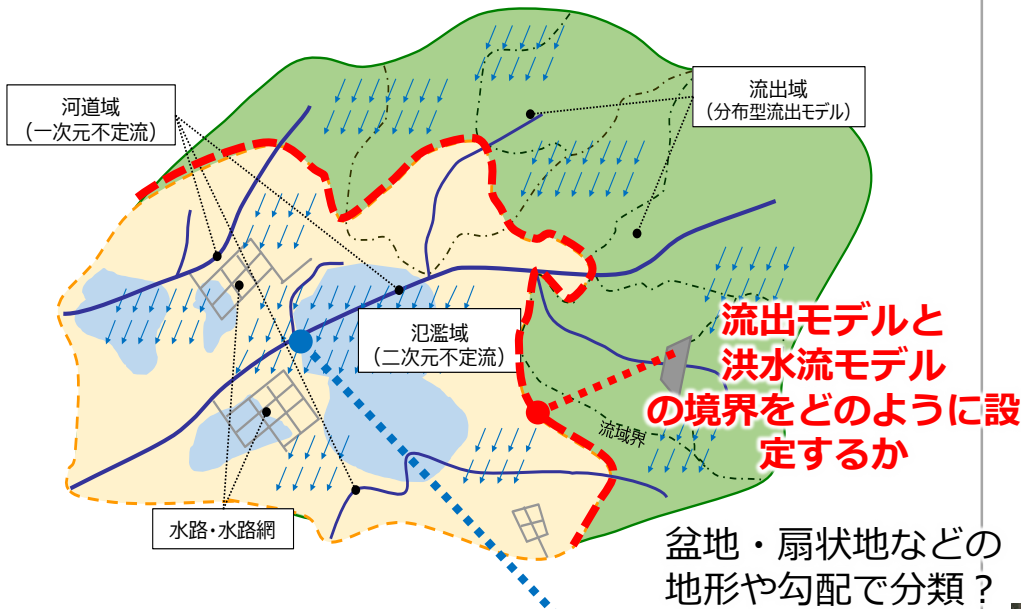 河道域
（一次元不定流）
流出域
（分布型流出モデル）
氾濫域
（二次元不定流）
流出モデルと
洪水流モデル
の境界をどのように設
定するか
流域界
水路・水路網
盆地・扇状地などの
地形や勾配で分類？